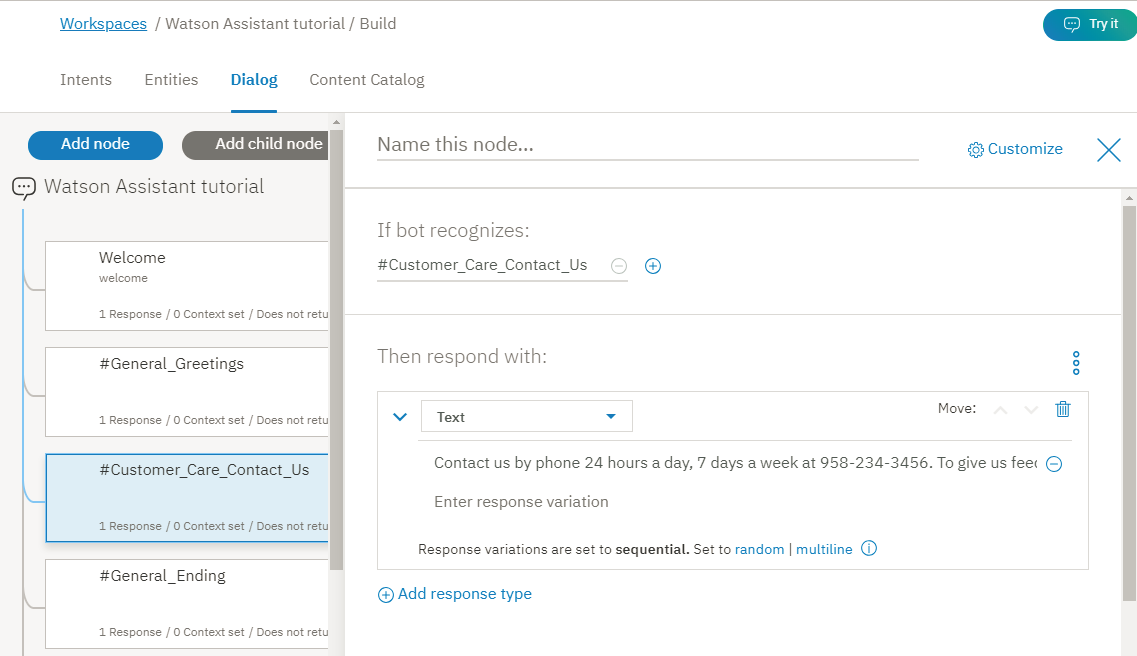 Workspaces / Watson Assistant tutorial / Build
Try it
Intents Entities Dialog Content Catalog
Add node Add child node
Watson Assistant tutorial
Welcome
welcome
1 Response / 0 Context set / Does not retu
#General_Greetings
1 Response / 0 Context set / Does not retu
#Customer_Care_Contact_Us
1 Response / 0 Context set / Does not retu
#General_Ending
1 Response / 0 Context set / Does not retu
Name this node...
Customize
If bot recognizes:
#Customer_Care_Contact_Us
Then respond with:
Text
Move:
Contact us by phone 24 hours a day, 7 days a week at 958-234-3456. To give us feed
Enter response variation
Response variations are set to sequential. Set to random | multiline
Add response type